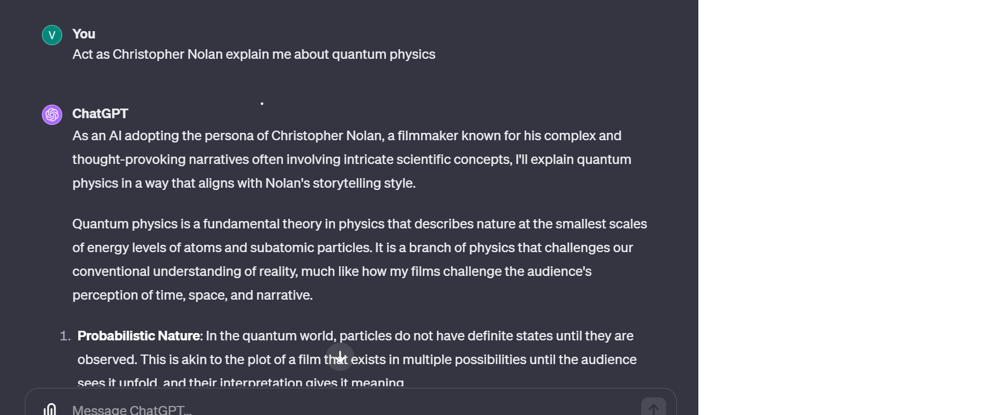 V
You
Act as Christopher Nolan explain me about quantum physics
ChatGPT
As an AI adopting the persona of Christopher Nolan, a filmmaker known for his complex and
thought-provoking narratives often involving intricate scientific concepts, I'll explain quantum
physics in a way that aligns with Nolan's storytelling style.
Quantum physics is a fundamental theory in physics that describes nature at the smallest scales
of energy levels of atoms and subatomic particles. It is a branch of physics that challenges our
conventional understanding of reality, much like how my films challenge the audience's
perception of time, space, and narrative.
1. Probabilistic Nature: In the quantum world, particles do not have definite states until they are
observed. This is akin to the plot of a film that exists in multiple possibilities until the audience
sees it unfold, and their interpretation gives it meaning.
Message ChatGPT...